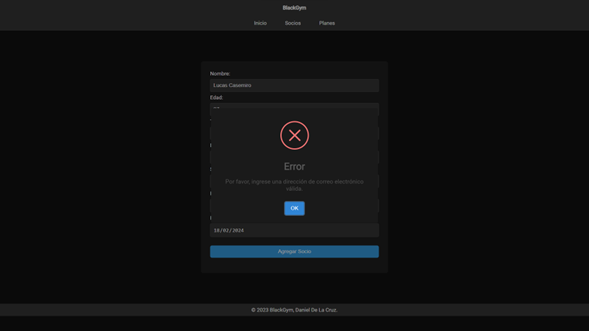 BlackGym
Inicio Socios Planes
Nombre:
Lucas Casemiro
Edad:
Error
Por favor, ingrese una dirección de correo electrónico
válida.
OK
18/02/2024
Agregar Socio
© 2023 BlackGym, Daniel De La Cruz.